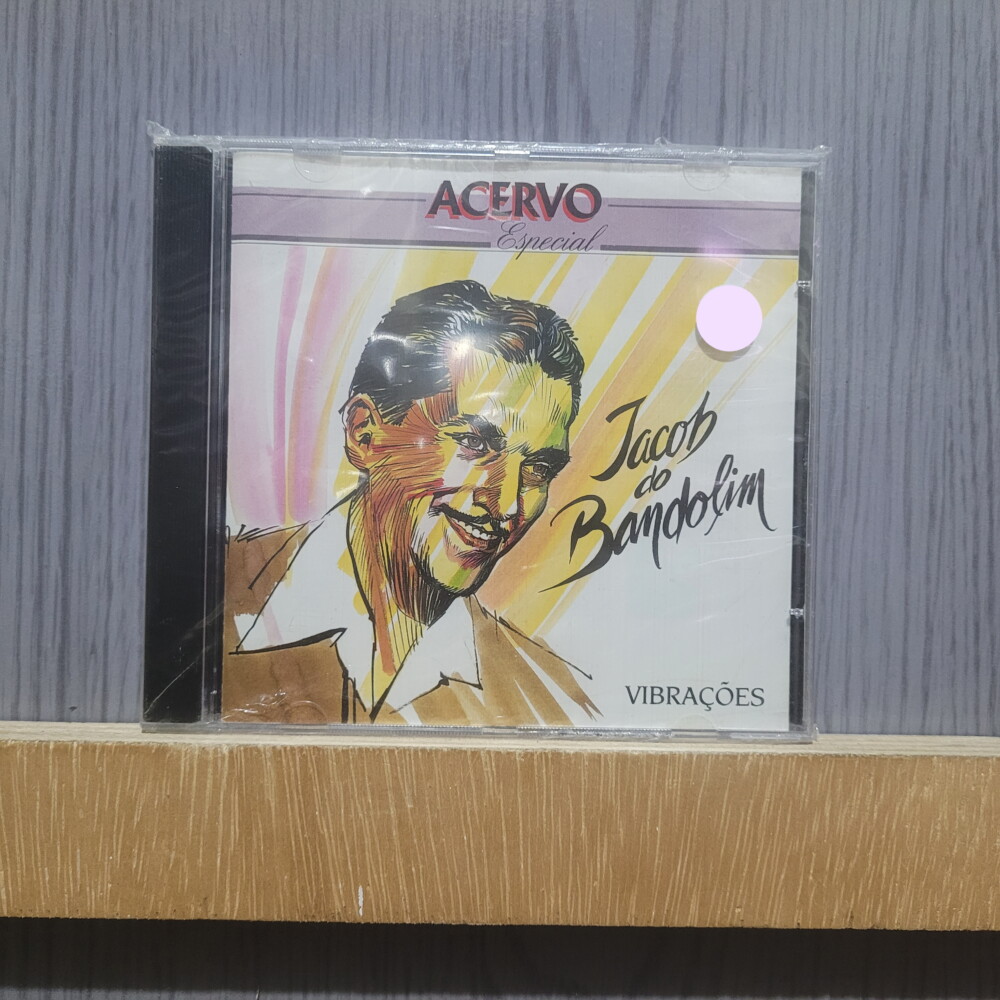 ACERVO
Especial
Jacob
do
Bandolim
VIBRAÇÕES